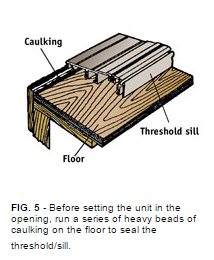 Caulking
Threshold sill
Floor
FIG. 5 - Before setting the unit in the
opening, run a series of heavy beads of
caulking on the floor to seal the
threshold/sill.